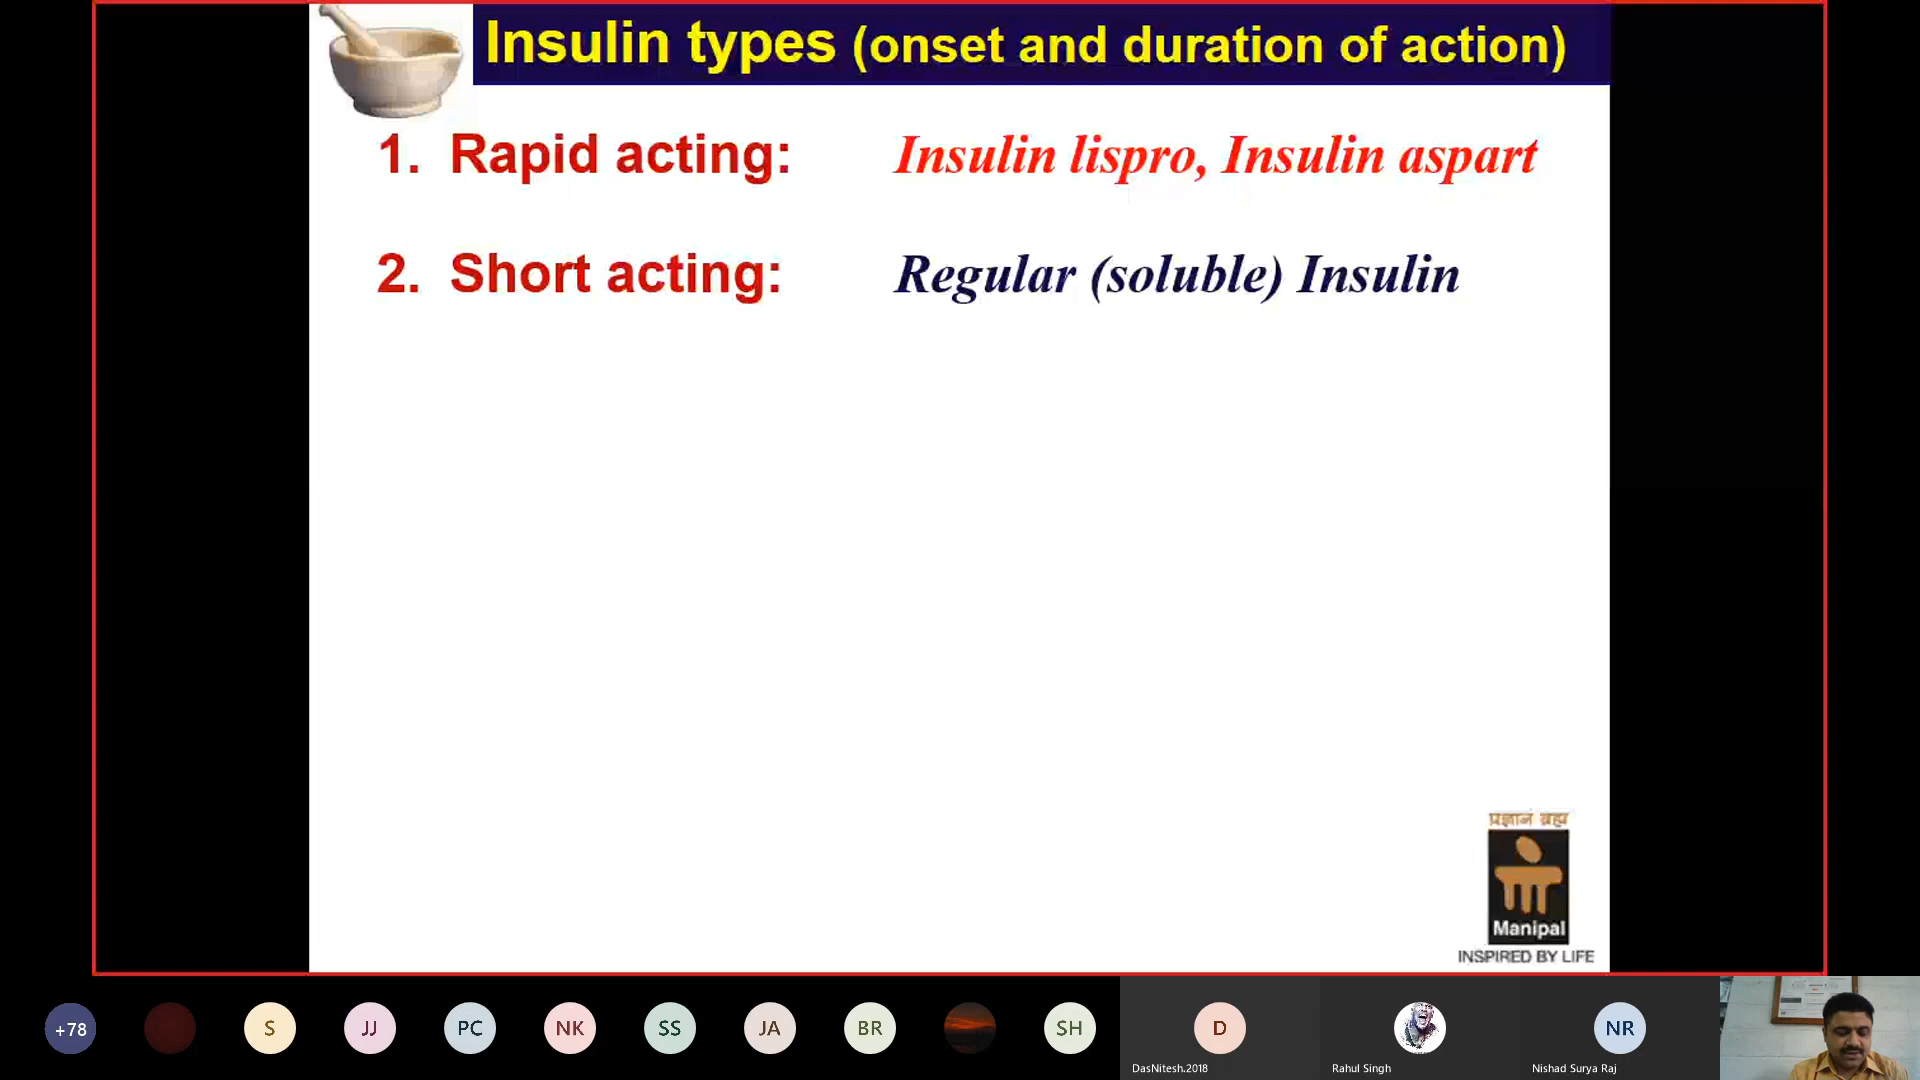 Insulin types (onset and duration of action)
1. Rapid acting: Insulin lispro, Insulin aspart
2. Short acting: Regular (soluble) Insulin
प्रज्ञानं ब्रह्म
Manipal
INSPIRED BY LIFE
+78 S JJ PC NK SS JA BR SH D NR
DasNitesh.2018 Rahul Singh Nishad Surya Raj